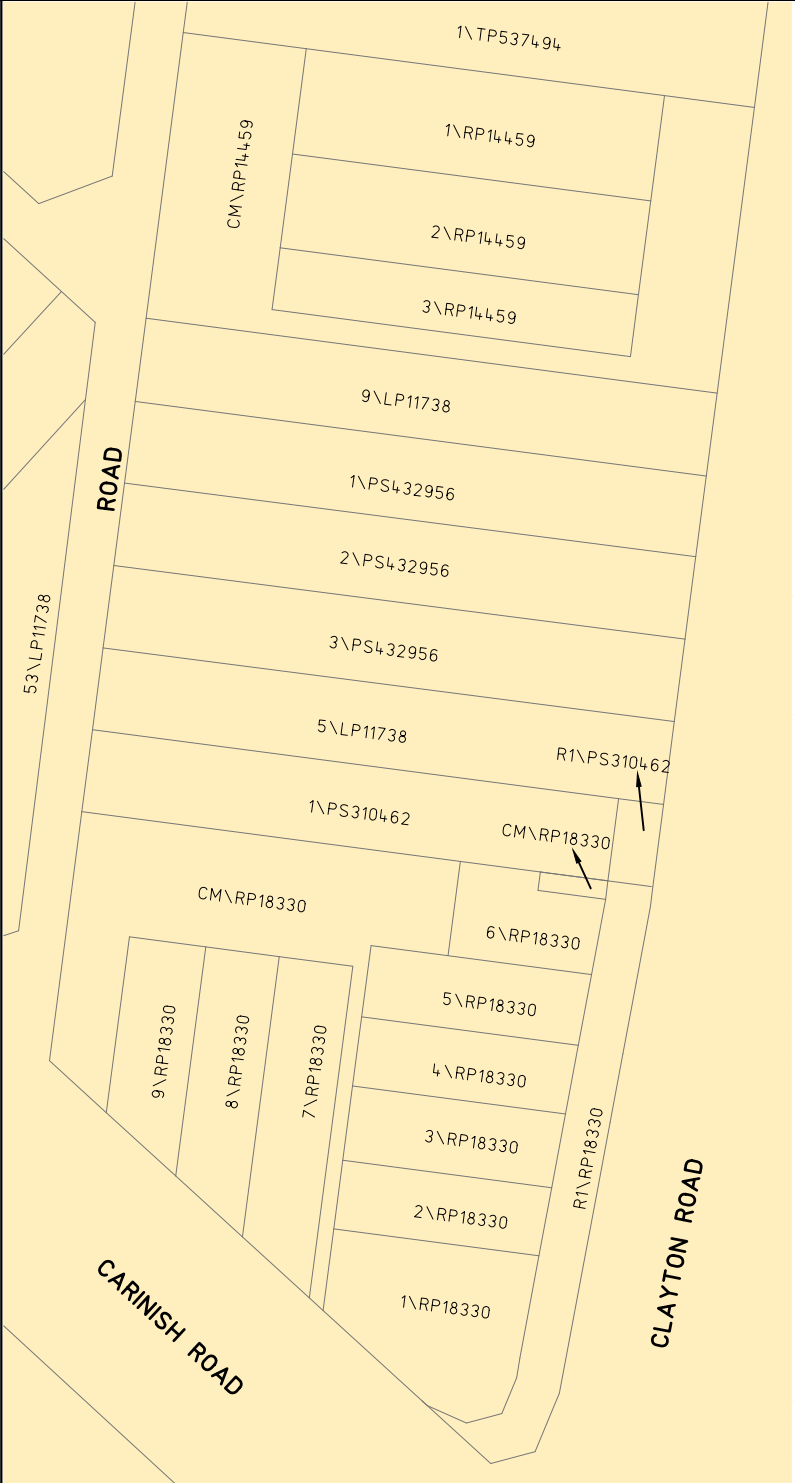 1\TP537494
CM\RP14459
1\RP14459
2\RP14459
3\RP14459
9\LP11738
ROAD
1\PS432956
2\PS432956
53\LP11738
3\PS432956
5\LP11738
R1\PS310462
1\PS310462
CM\RP18330
CM\RP18330
6\RP18330
5\RP18330
9\RP18330
8\RP18330
7\RP18330
4\RP18330
3\RP18330
R1\RP18330
2\RP18330
CLAYTON ROAD
1\RP18330
CARINISH ROAD